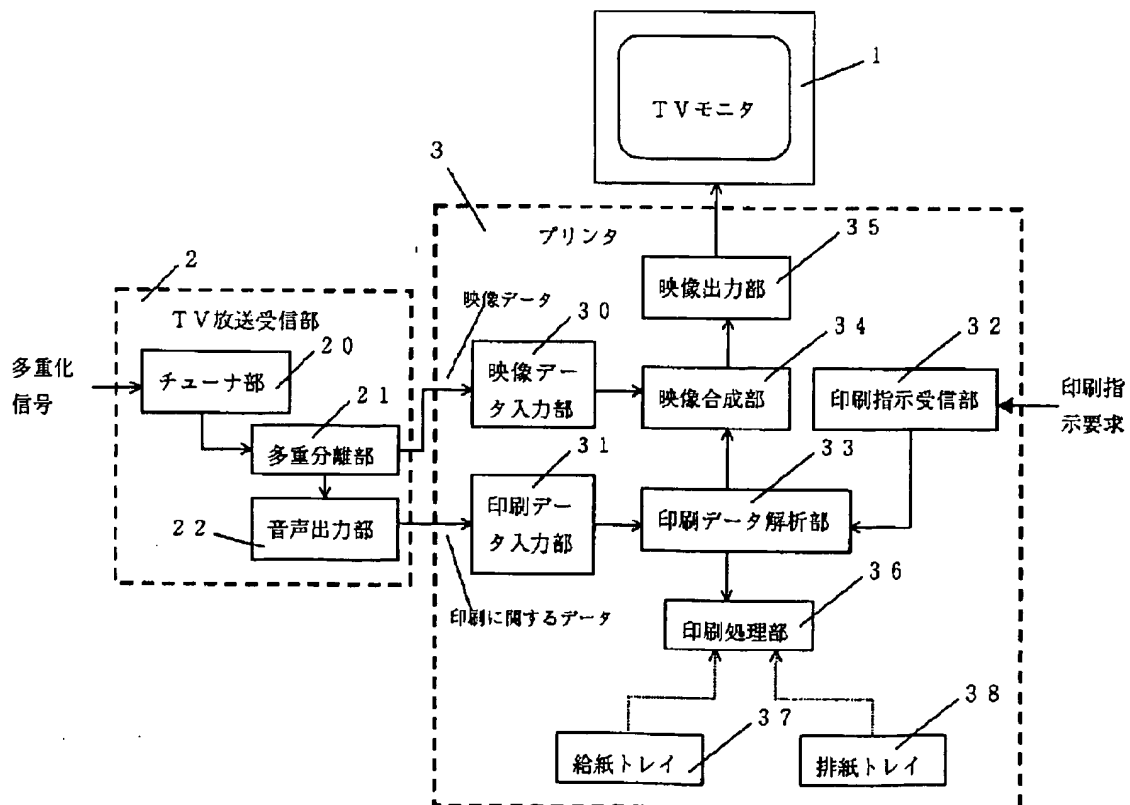 1
TVモニタ
3
プリンタ
35
映像出力部
2
TV放送受信部
映像データ
30
34
32
多重化
信号
20
チューナ部
映像デー
タ入力部
映像合成部
印刷指示受信部
印刷指
示要求
21
多重分離部
31
33
22
音声出力部
印刷デー
タ入力部
印刷データ解析部
36
印刷に関するデータ
印刷処理部
37
38
給紙トレイ
排紙トレイ